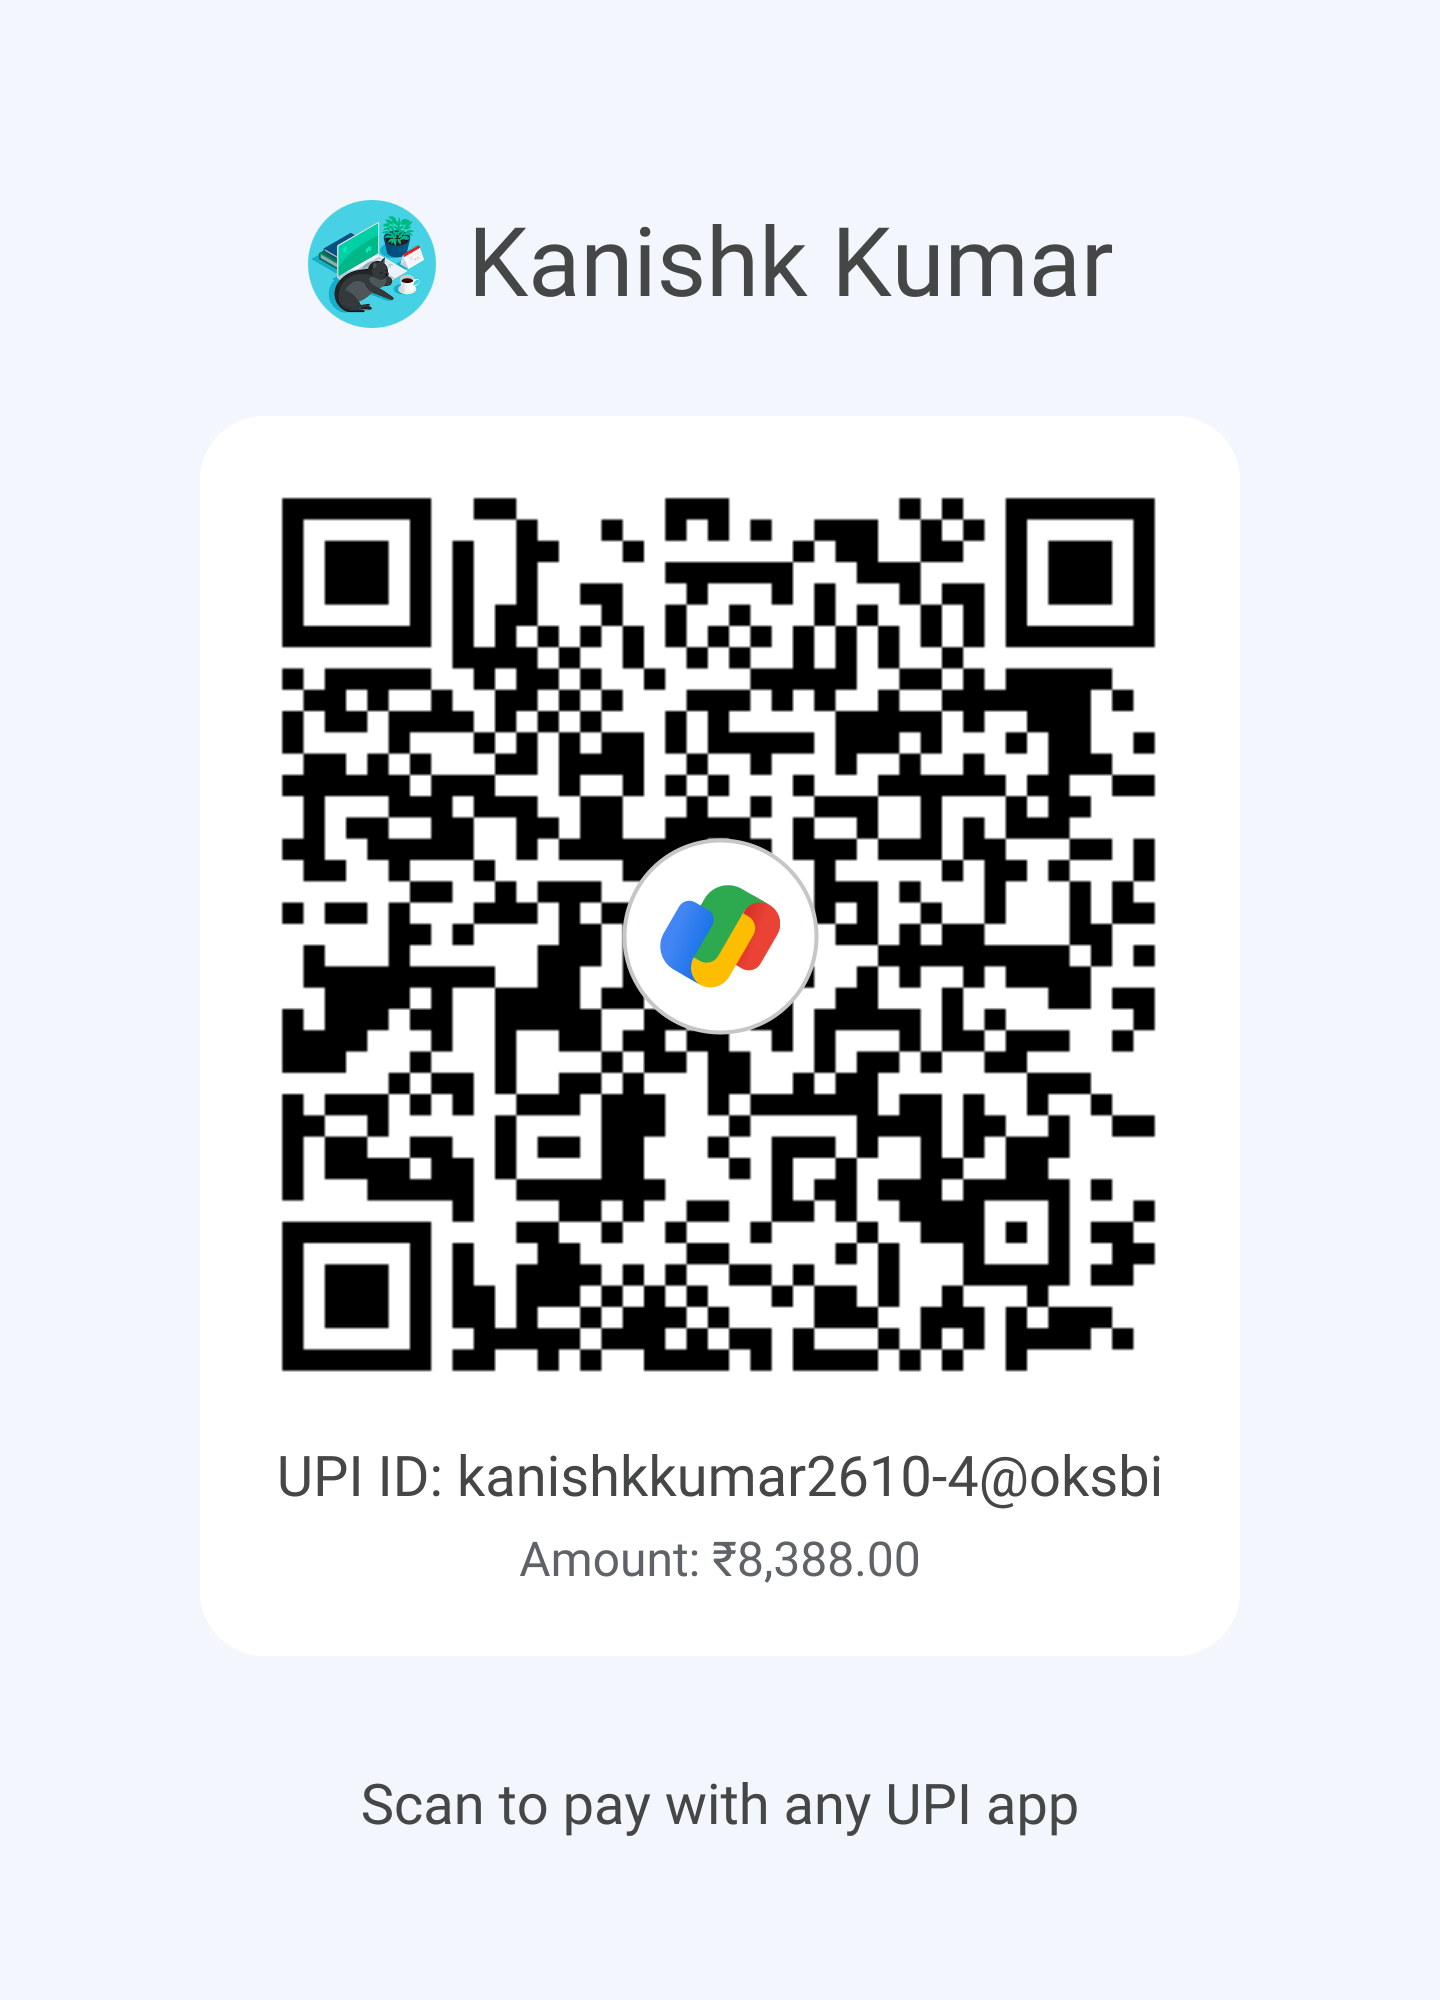 Kanishk Kumar
UPI ID: kanishkkumar2610-4@oksbi
Amount: ₹8,388.00
Scan to pay with any UPI app